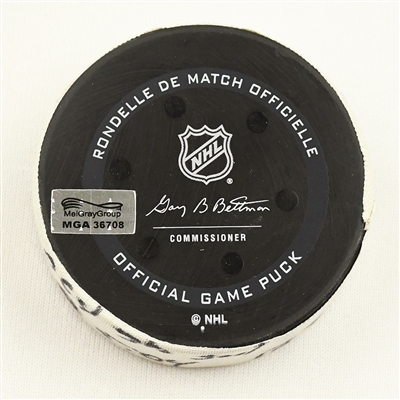 RONDELLE DE MATCH OFFICIELLE
NHL
®
MeiGrayGroup
MGA 36708
Gary B Bettman
COMMISSIONER
OFFICIAL GAME PUCK
© NHL